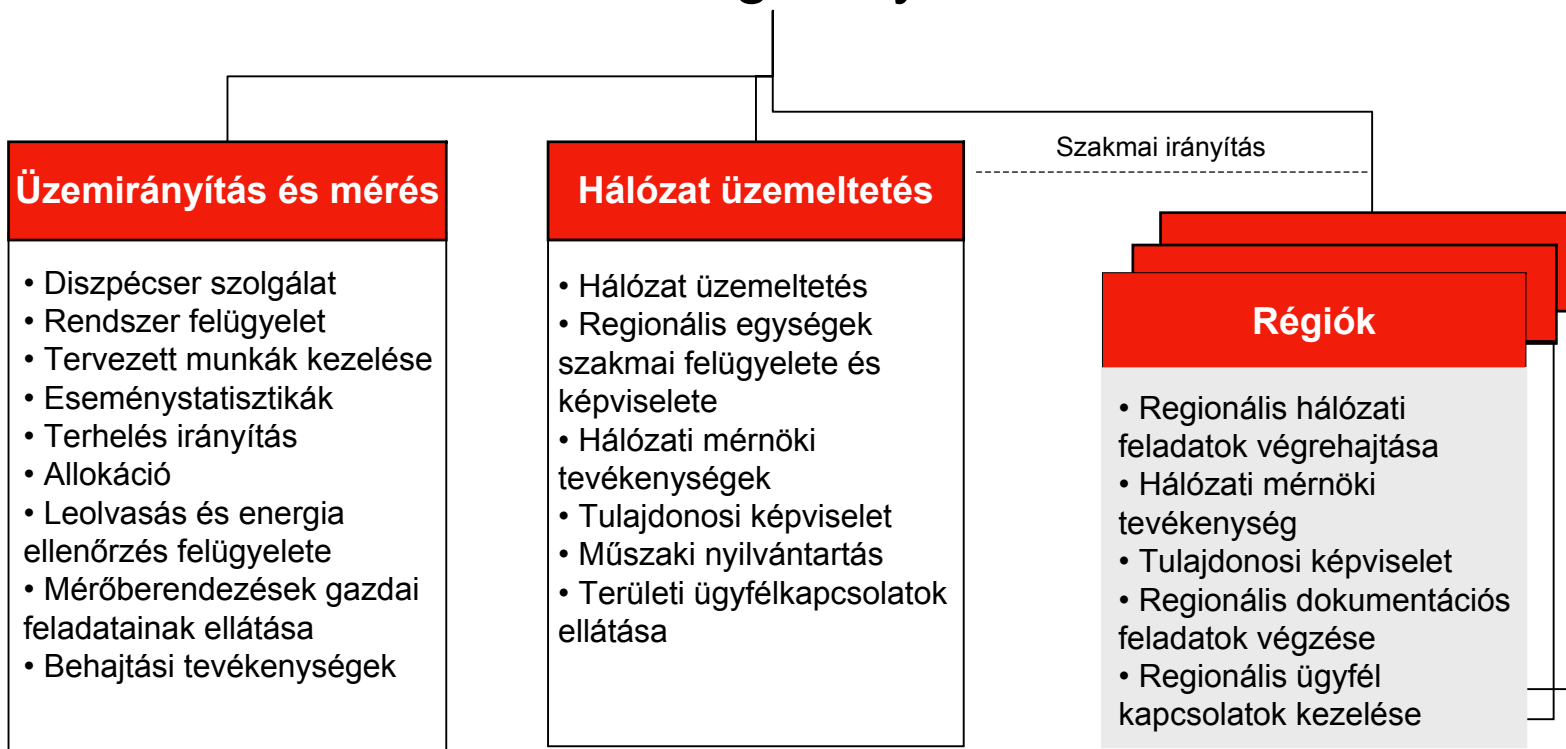 Üzemirányítás és mérés
• Diszpécser szolgálat
• Rendszer felügyelet
• Tervezett munkák kezelése
• Eseménystatisztikák
• Terhelés irányítás
• Allokáció
• Leolvasás és energia
ellenőrzés felügyelete
• Mérőberendezések gazdai
feladatainak ellátása
• Behajtási tevékenységek
Hálózat üzemeltetés
• Hálózat üzemeltetés
• Regionális egységek
szakmai felügyelete és
képviselete
• Hálózati mérnöki
tevékenységek
• Tulajdonosi képviselet
• Műszaki nyilvántartás
• Területi ügyfélkapcsolatok
ellátása
Szakmai irányítás
Régiók
• Regionális hálózati
feladatok végrehajtása
• Hálózati mérnöki
tevékenység
• Tulajdonosi képviselet
• Regionális dokumentációs
feladatok végzése
• Regionális ügyfél
kapcsolatok kezelése